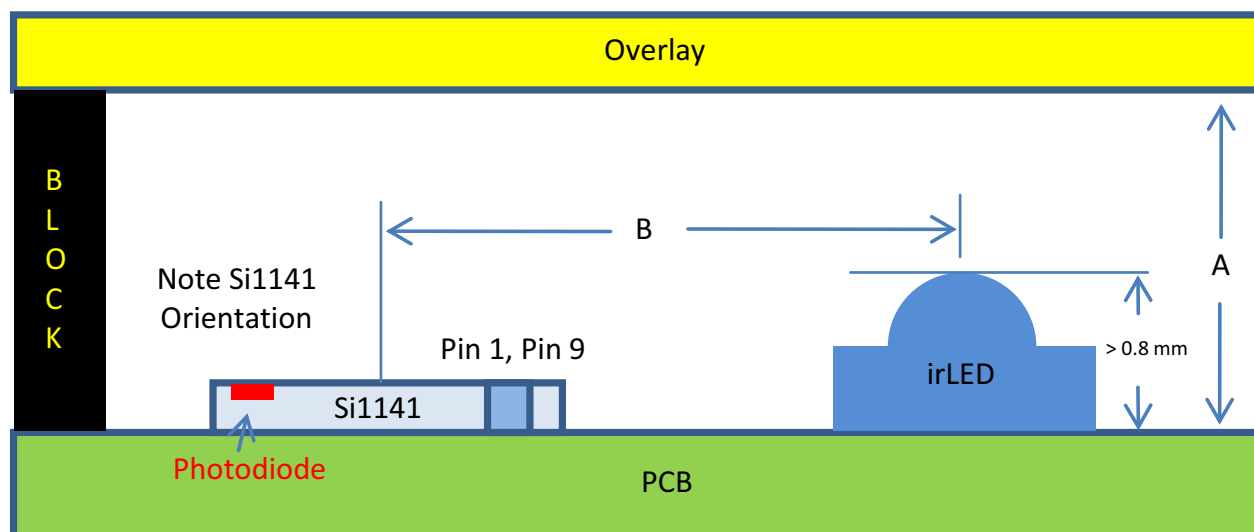 Overlay
B
L
O
C
K
B
A
Note Si1141
Orientation
Pin 1, Pin 9
> 0.8 mm
irLED
Si1141
Photodiode
PCB